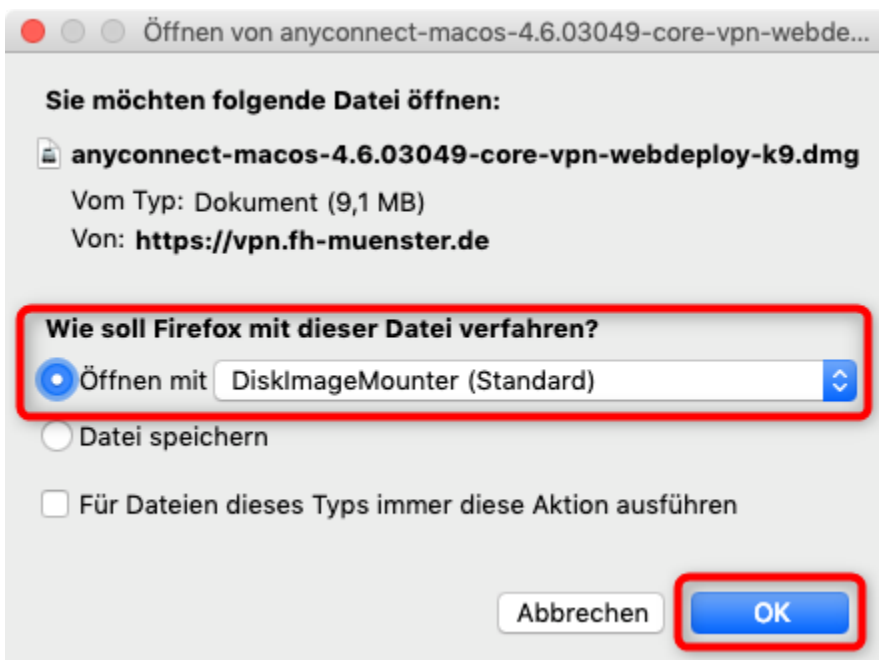 Öffnen von anyconnect-macos-4.6.03049-core-vpn-webde...
Sie möchten folgende Datei öffnen:
anyconnect-macos-4.6.03049-core-vpn-webdeploy-k9.dmg
Vom Typ: Dokument (9,1 MB)
Von: https://vpn.fh-muenster.de
Wie soll Firefox mit dieser Datei verfahren?
Öffnen mit DiskImageMounter (Standard)
Datei speichern
Für Dateien dieses Typs immer diese Aktion ausführen
Abbrechen OK